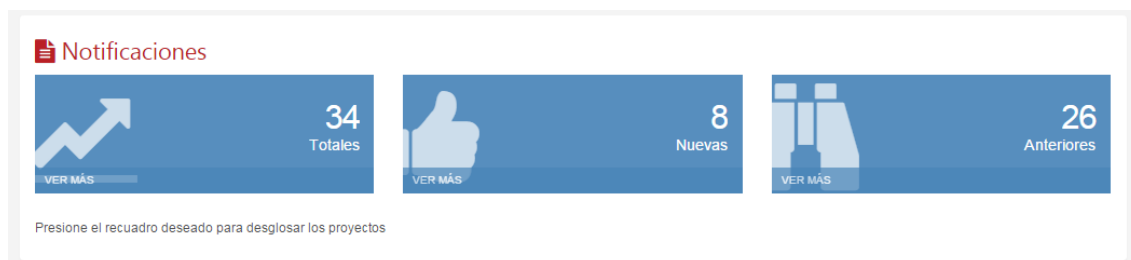 Notificaciones
34
Totales
VER MÁS
8
Nuevas
VER MÁS
26
Anteriores
VER MÁS
Presione el recuadro deseado para desglosar los proyectos